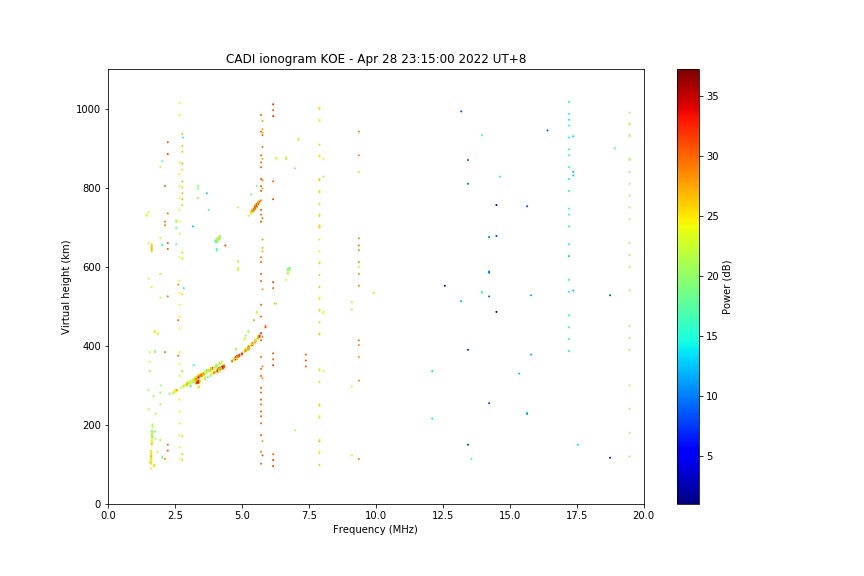 CADI ionogram KOE - Apr 28 23:15:00 2022 UT+8
1000
800
600
400
200
0
Virtual height (km)
0.0 2.5 5.0 7.5 10.0 12.5 15.0 17.5 20.0
Frequency (MHz)
35
30
25
20
15
10
5
Power (dB)